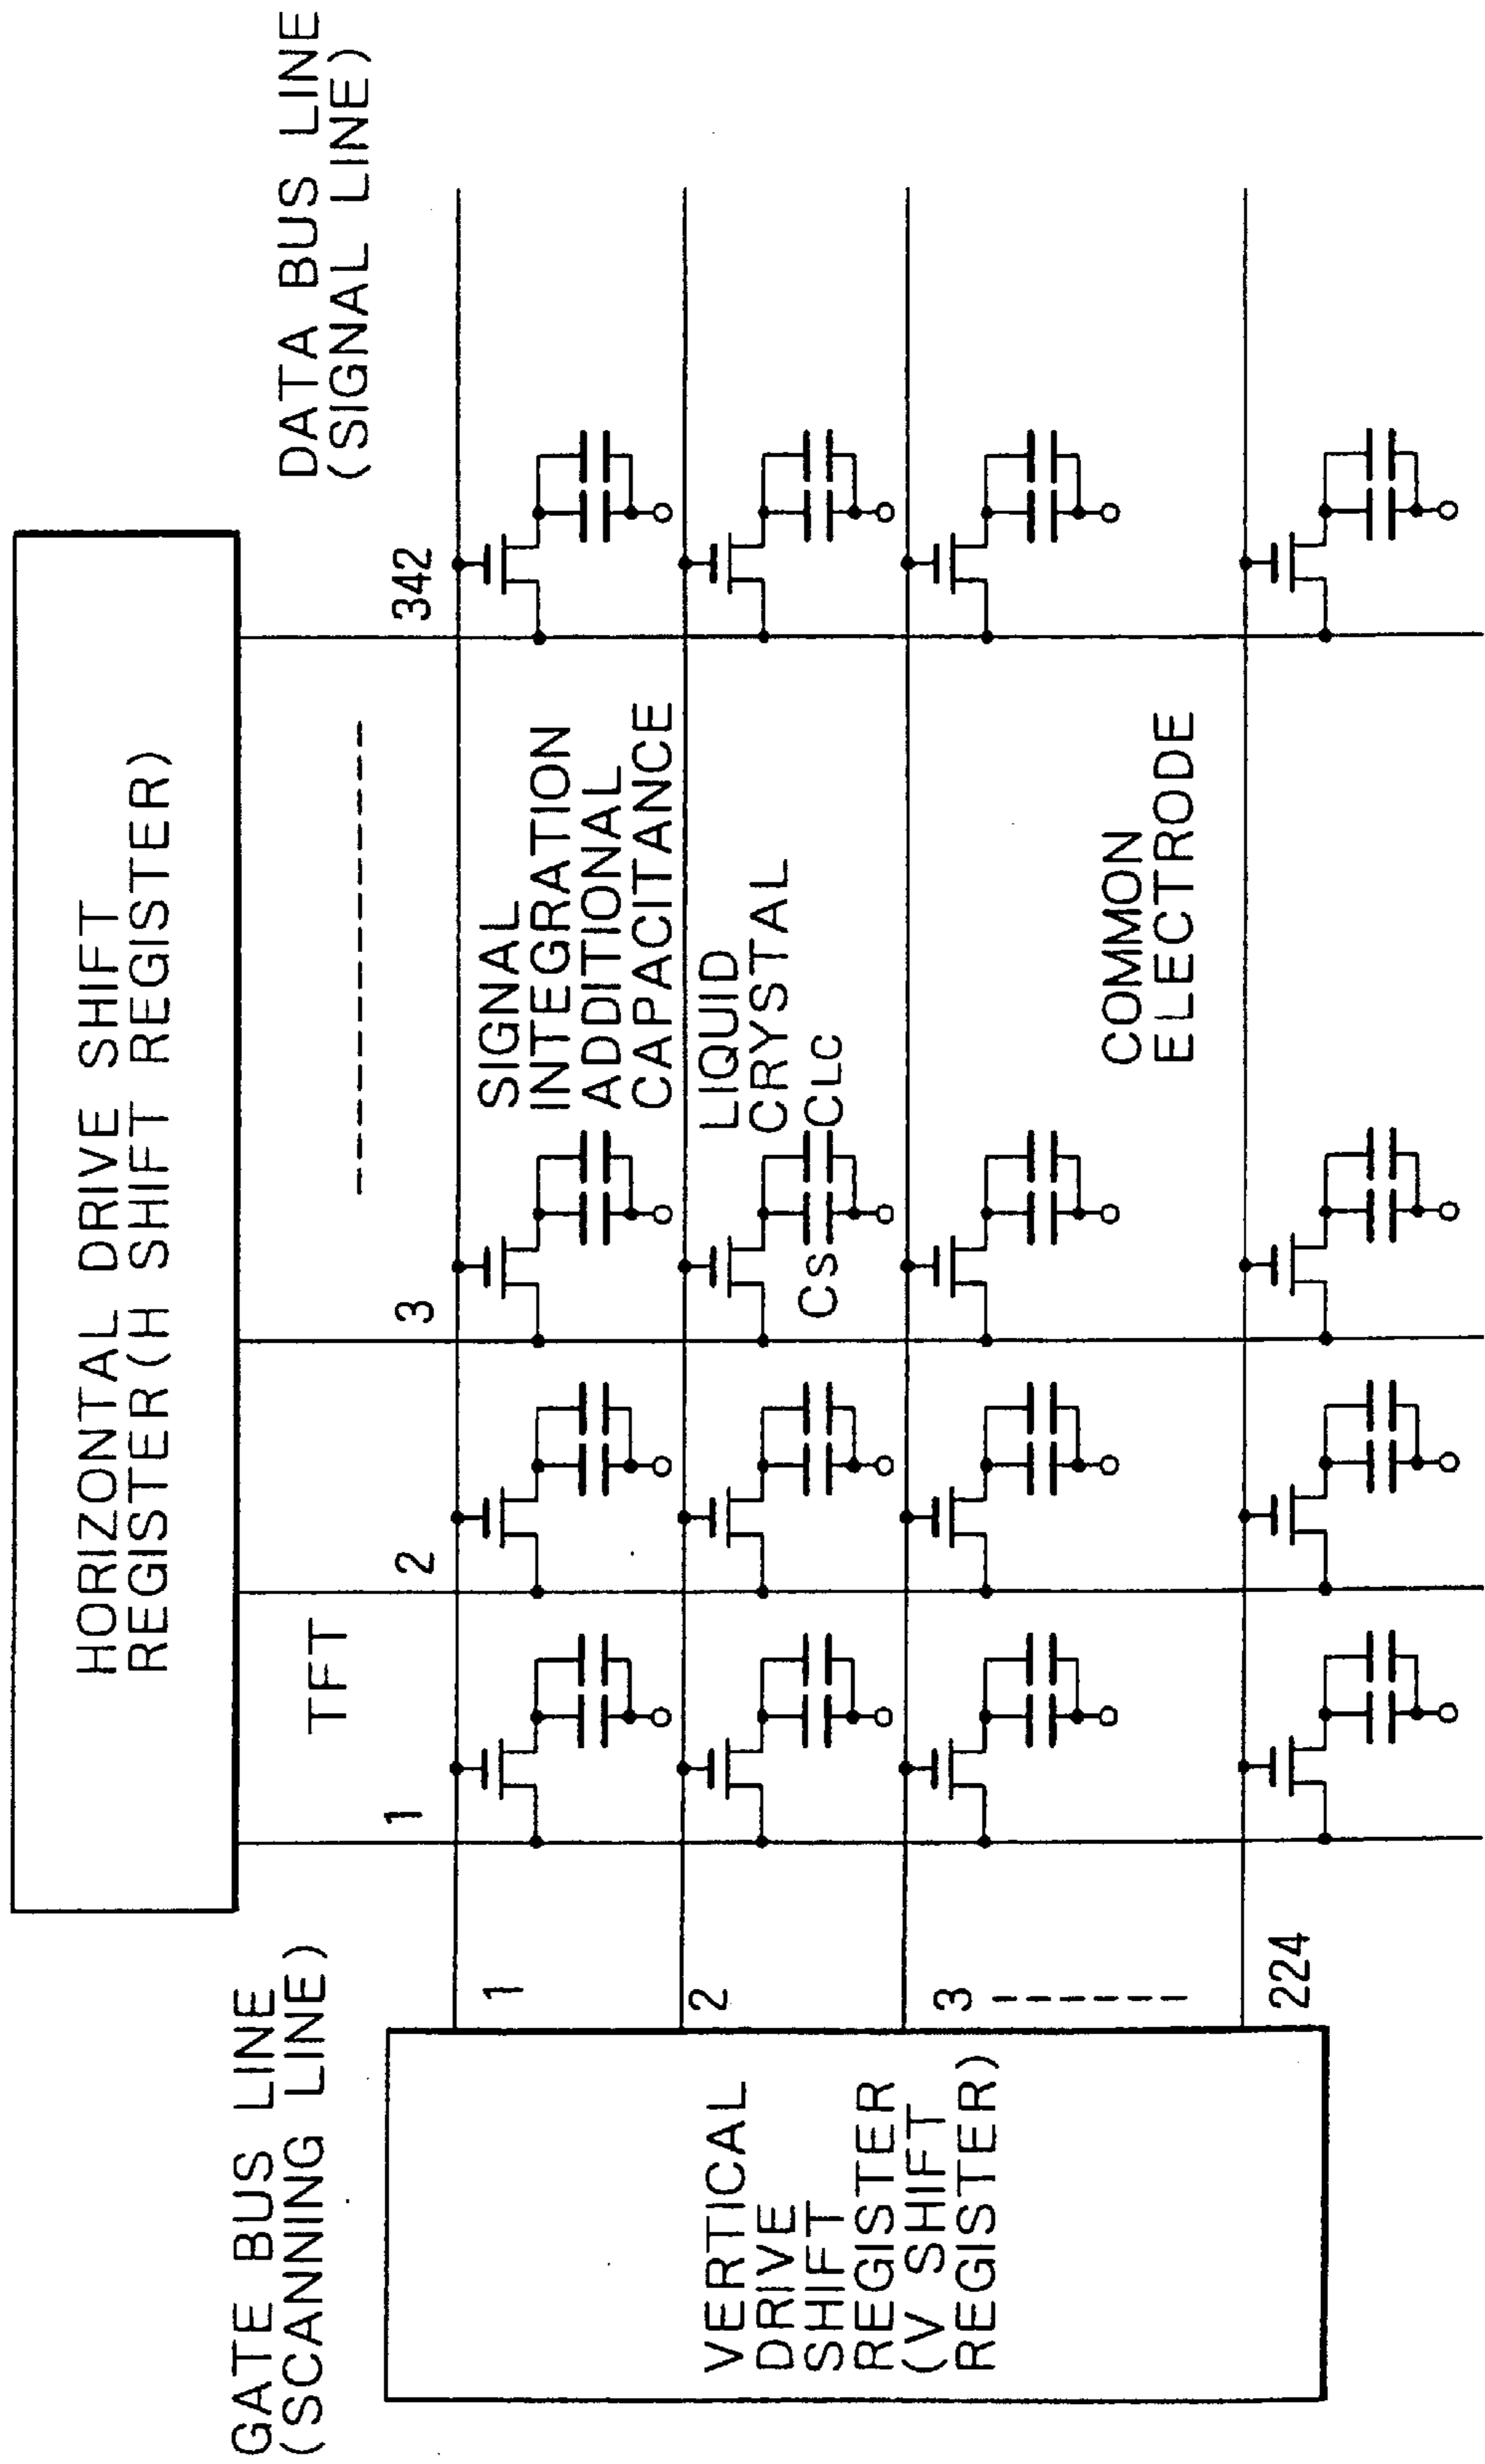 HORIZONTAL DRIVE SHIFT
REGISTER(H SHIFT REGISTER)
DATA BUS LINE
(SIGNAL LINE)
GATE BUS LINE
(SCANNING LINE)
TFT
1
2
3
342
SIGNAL
INTEGRATION
ADDITIONAL
CAPACITANCE
LIQUID
CRYSTAL
Cs
CLC
COMMON
ELECTRODE
1
2
3
224
VERTICAL
DRIVE
SHIFT
REGISTER
(V SHIFT
REGISTER)